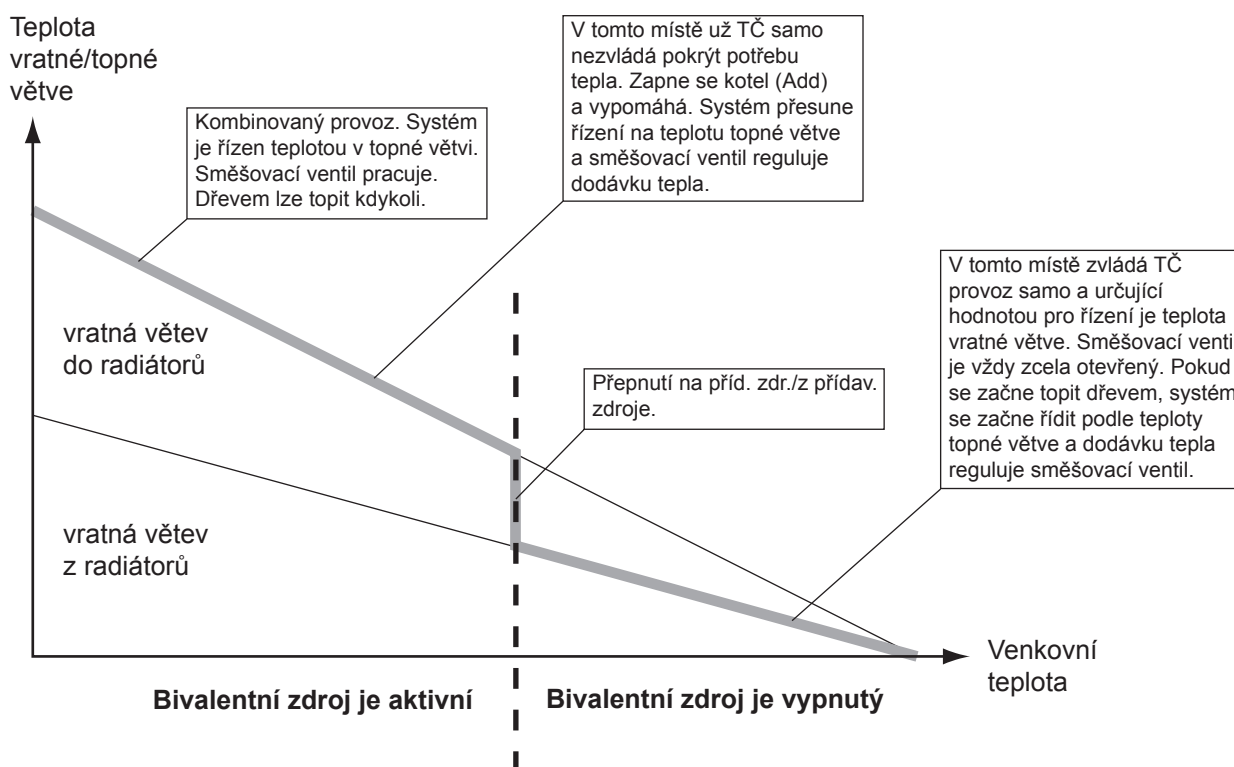 Teplota
vratné/topné
větve
Kombinovaný provoz. Systém
je řízen teplotou v topné větvi.
Směšovací ventil pracuje.
Dřevem lze topit kdykoli.
V tomto místě už TČ samo
nezvládá pokrýt potřebu
tepla. Zapne se kotel (Add)
a vypomáhá. Systém přesune
řízení na teplotu topné větve
a směšovací ventil reguluje
dodávku tepla.
V tomto místě zvládá TČ
provoz samo a určující
hodnotou pro řízení je teplota
vratné větve. Směšovací venti
je vždy zcela otevřený. Pokud
se začne topit dřevem, systém
se začne řídit podle teploty
topné větve a dodávku tepla
reguluje směšovací ventil.
vratná větev
do radiátorů
Přepnutí na příd. zdr./z přídav.
zdroje.
vratná větev
z radiátorů
Venkovní
teplota
Bivalentní zdroj je aktivní
Bivalentní zdroj je vypnutý